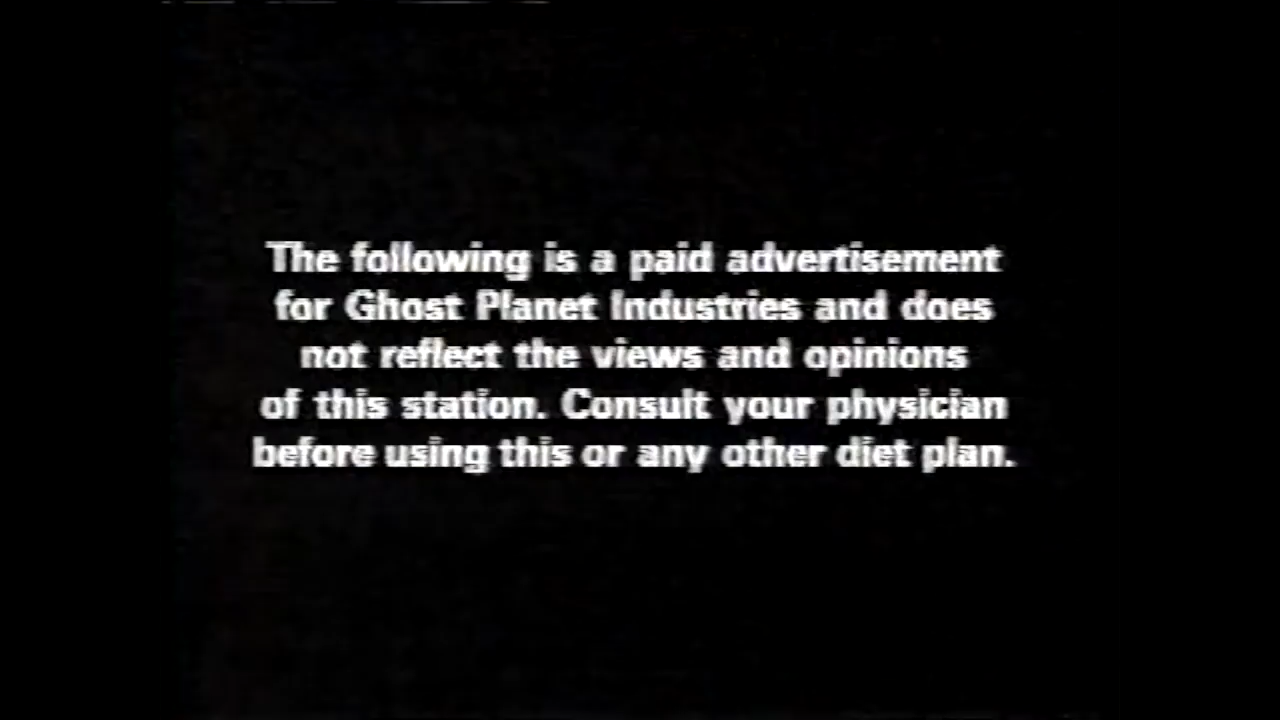 The following is a paid advertisement
for Ghost Planet Industries and does
not reflect the views and opinions
of this station. Consult your physician
before using this or any other diet plan.